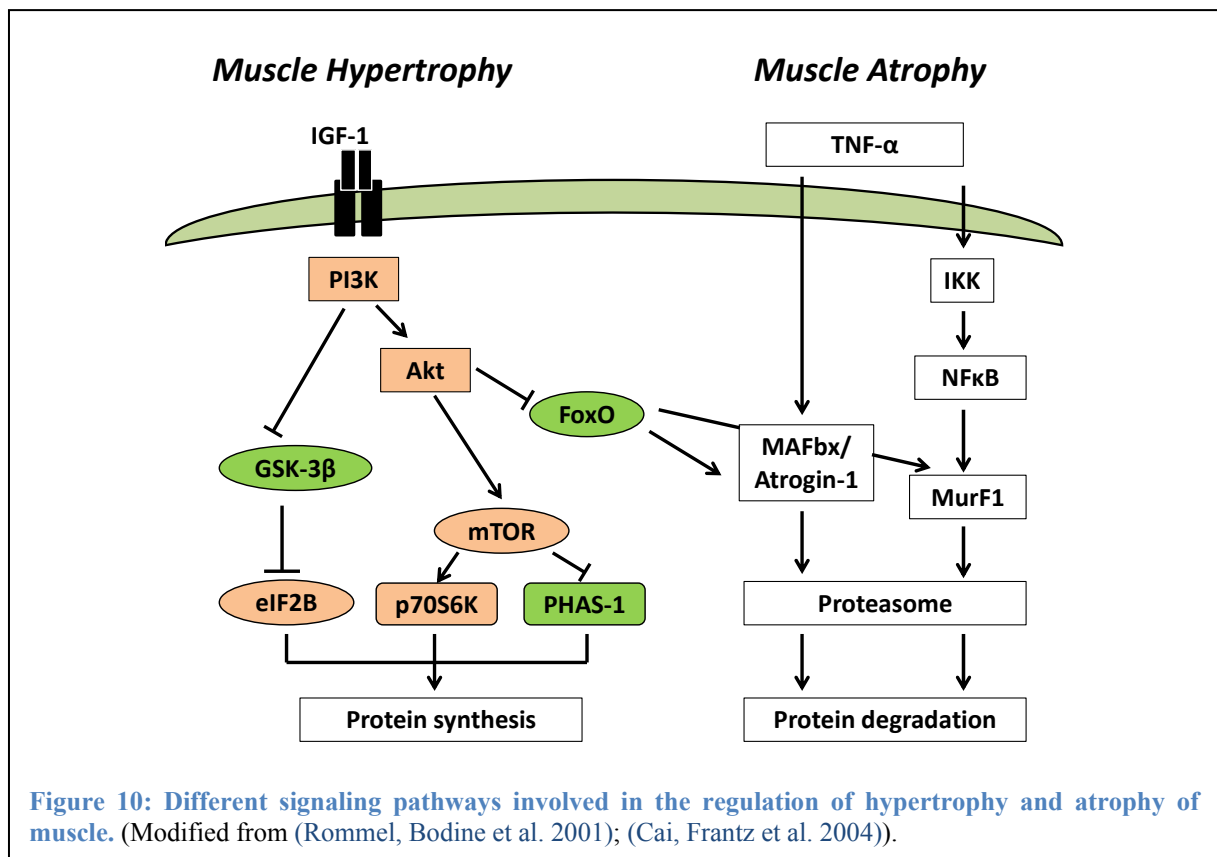 Muscle Hypertrophy
Muscle Atrophy
IGF-1
TNF-α
PI3K
IKK
Akt
NFκB
FoxO
MAFbx/
Atrogin-1
GSK-3β
MurF1
mTOR
eIF2B
p70S6K
PHAS-1
Proteasome
Protein synthesis
Protein degradation
Figure 10: Different signaling pathways involved in the regulation of hypertrophy and atrophy of
muscle. (Modified from (Rommel, Bodine et al. 2001); (Cai, Frantz et al. 2004)).